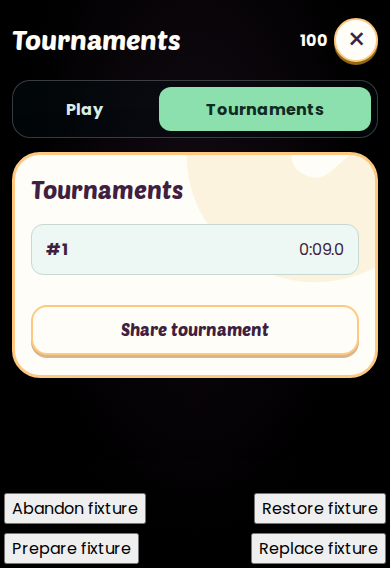 Tournaments
100 ×
Play Tournaments
Tournaments
#1 0:09.0
Share tournament
Abandon fixture Restore fixture
Prepare fixture Replace fixture